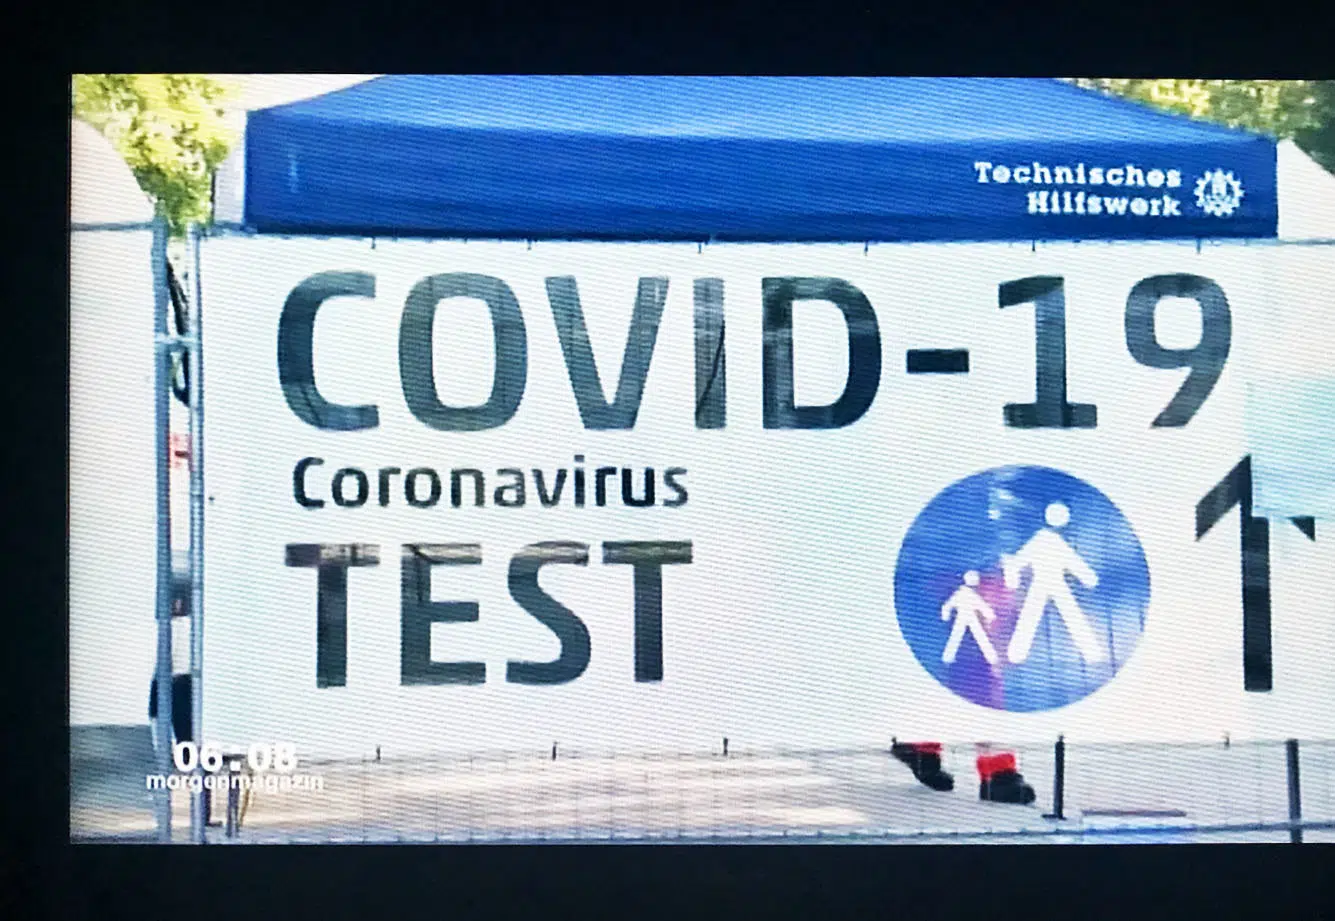 Technisches
Hilfswerk
COVID-19
Coronavirus
TEST
06:08
morgenmagazin